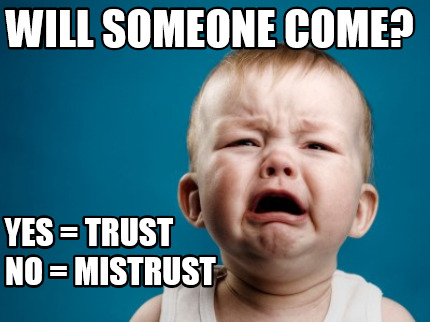 WILL SOMEONE COME?
YES = TRUST
NO = MISTRUST